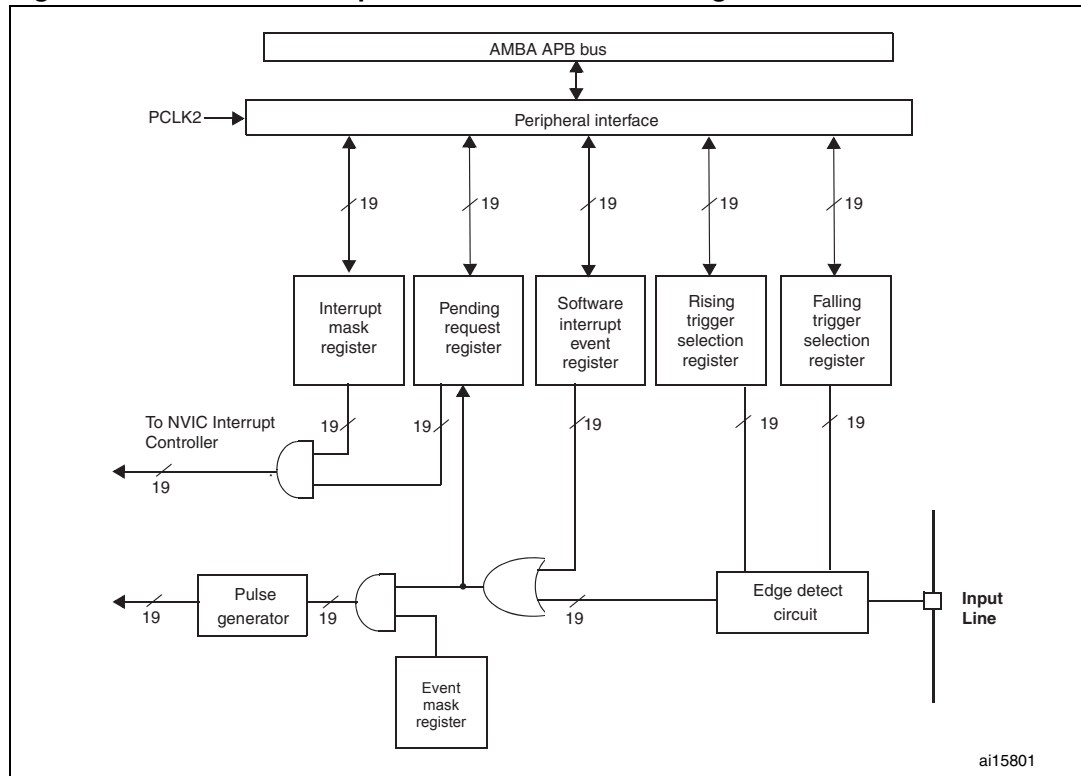 AMBA APB bus
PCLK2
Peripheral interface
19
19
19
19
19
Interrupt
mask
register
Pending
request
register
Software
interrupt
event
register
Rising
trigger
selection
register
Falling
trigger
selection
register
To NVIC Interrupt
Controller
19
19
19
19
19
19
Pulse
generator
19
19
19
Edge detect
circuit
Input
Line
Event
mask
register
ai15801